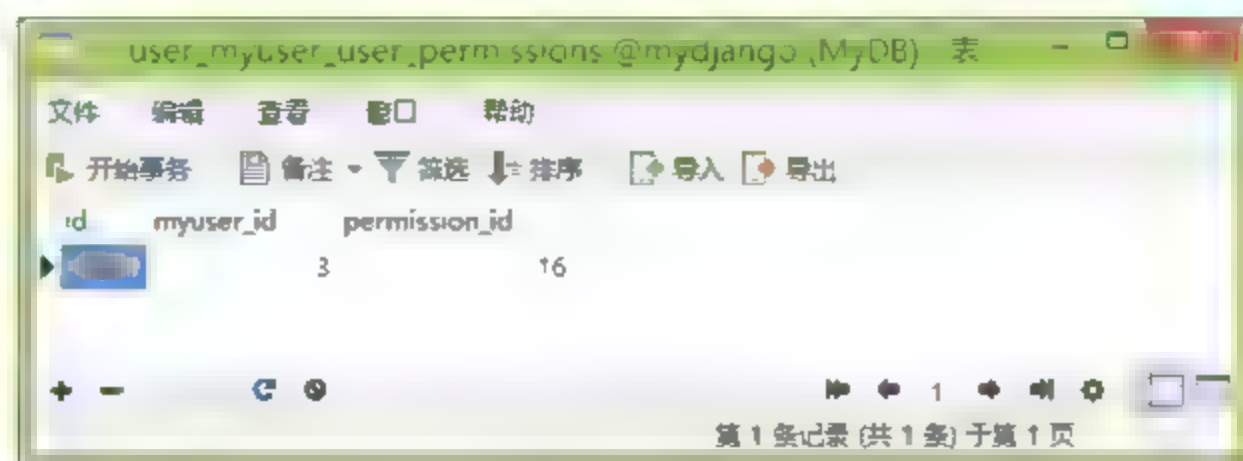 user_myuser_user_permissions @mydjango (MyDB) 表
文件 编辑 查看 窗口 帮助
开始事务 备注 筛选 排序 导入 导出
id myuser_id permission_id
3 16
1
第 1 条记录 (共 1 条) 于第 1 页